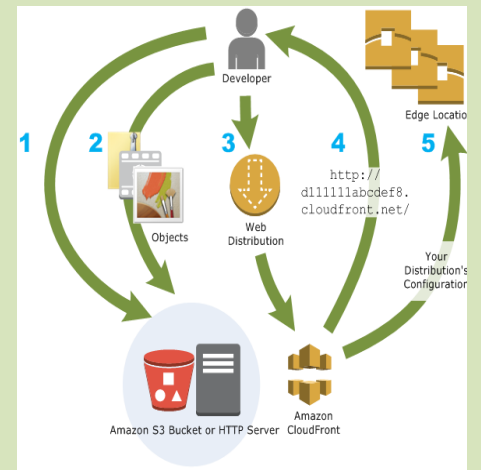 Developer
Edge Locatio
1
2
3
4
5
http://
d111111abcdef8.
cloudfront.net/
Objects
Web
Distribution
Your
Distribution's
Configuration
Amazon S3 Bucket or HTTP Server
Amazon
CloudFront